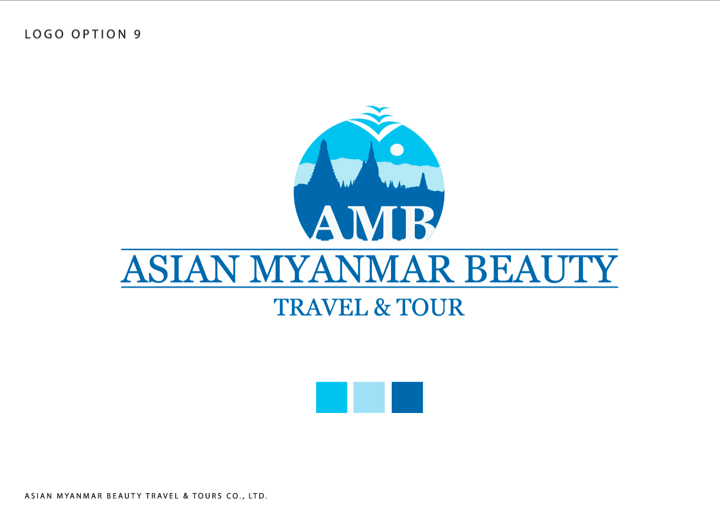 LOGO OPTION 9
AMB
ASIAN MYANMAR BEAUTY
TRAVEL & TOUR
ASIAN MYANMAR BEAUTY TRAVEL & TOURS CO., LTD.